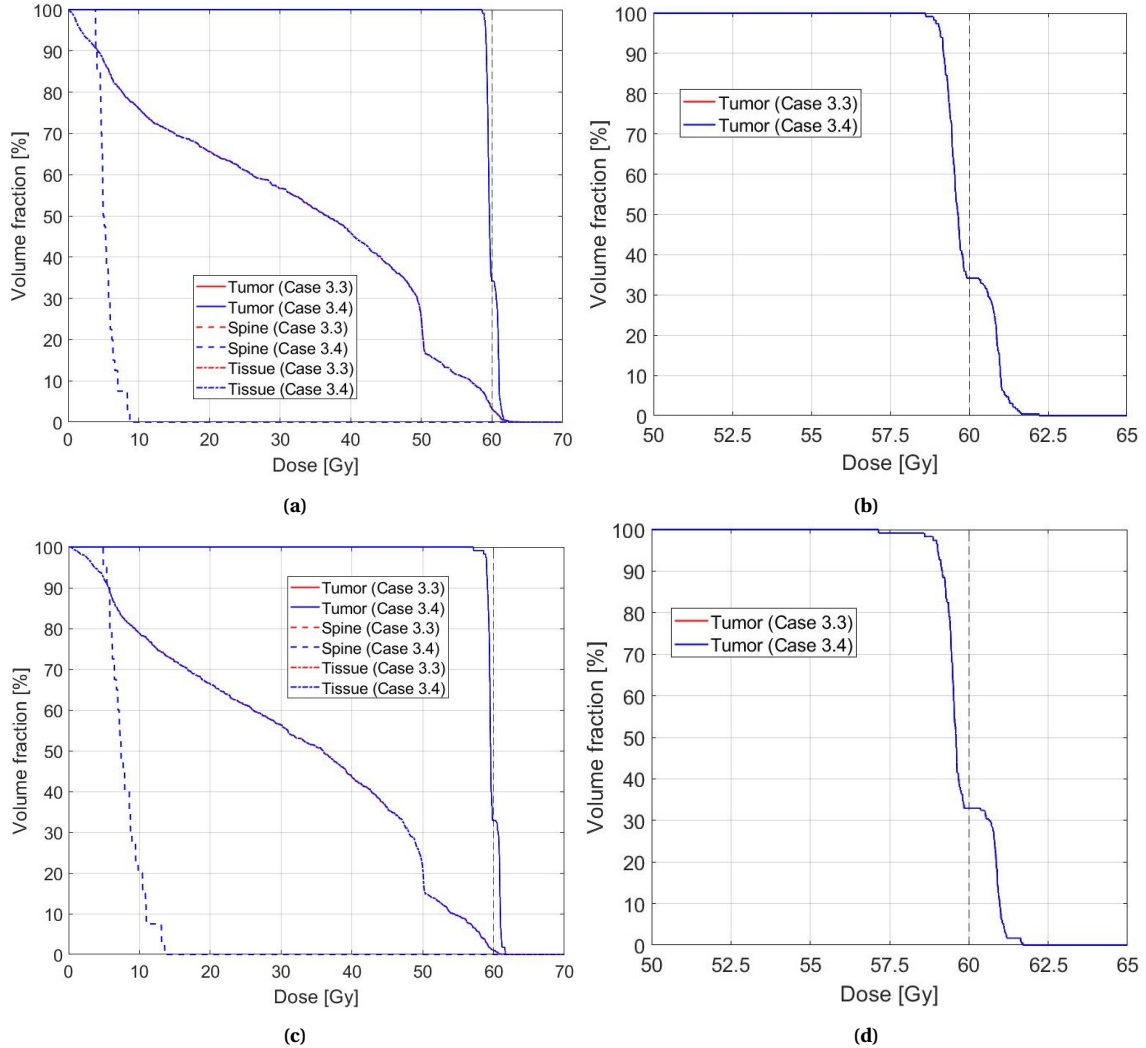 Volume fraction [%]
100
90
80
70
60
50
40
30
20
10
0
Tumor (Case 3.3)
Tumor (Case 3.4)
Spine (Case 3.3)
Spine (Case 3.4)
Tissue (Case 3.3)
Tissue (Case 3.4)
0 10 20 30 40 50 60 70
Dose [Gy]
(a)
Volume fraction [%]
100
90
80
70
60
50
40
30
20
10
0
Tumor (Case 3.3)
Tumor (Case 3.4)
50 52.5 55 57.5 60 62.5 65
Dose [Gy]
(b)
Volume fraction [%]
100
90
80
70
60
50
40
30
20
10
0
Tumor (Case 3.3)
Tumor (Case 3.4)
Spine (Case 3.3)
Spine (Case 3.4)
Tissue (Case 3.3)
Tissue (Case 3.4)
0 10 20 30 40 50 60 70
Dose [Gy]
(c)
Volume fraction [%]
100
90
80
70
60
50
40
30
20
10
0
Tumor (Case 3.3)
Tumor (Case 3.4)
50 52.5 55 57.5 60 62.5 65
Dose [Gy]
(d)